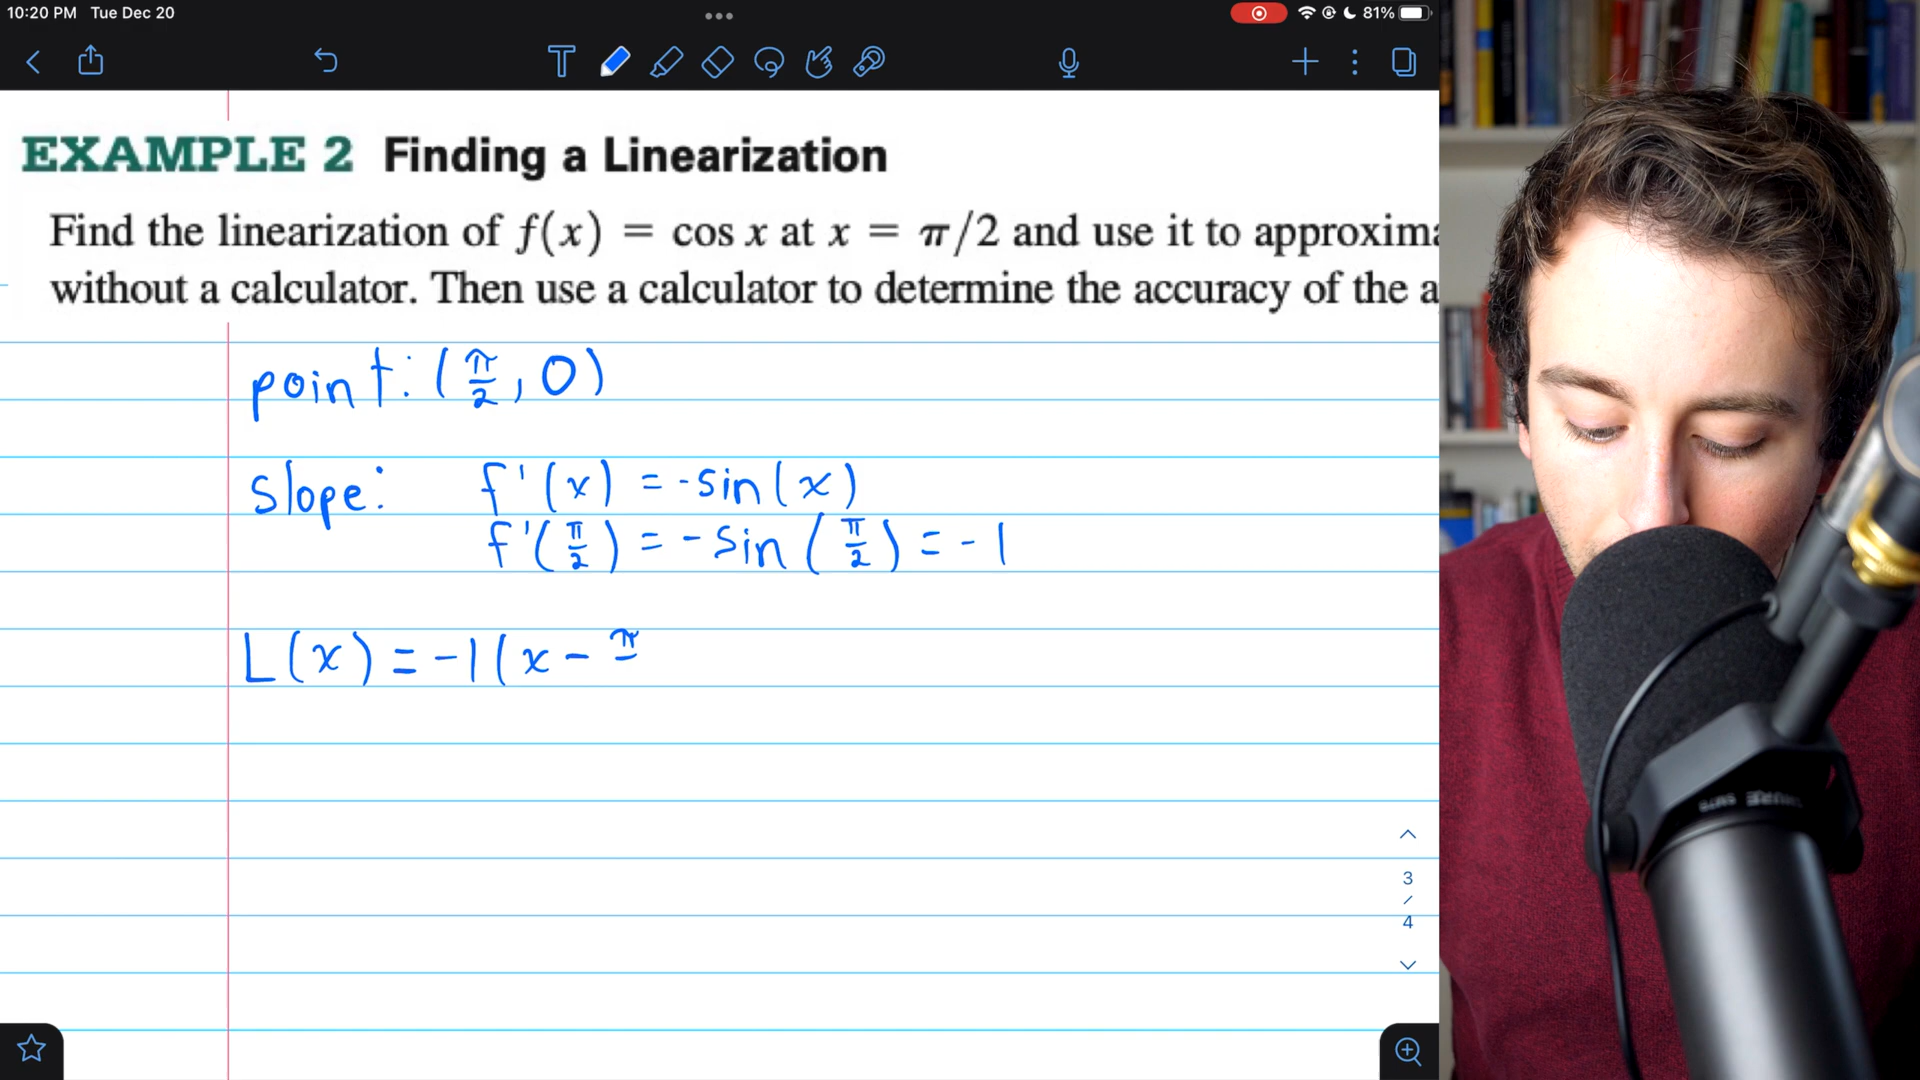 10:20 PM Tue Dec 20
81%
EXAMPLE 2 Finding a Linearization
Find the linearization of f(x) = cos x at x = π/2 and use it to approxima
without a calculator. Then use a calculator to determine the accuracy of the a
point: (π/2, 0)
slope: f'(x) = -sin(x)
f'(π/2) = -sin(π/2) = -1
L(x) = -1(x - π
3
/
4
SHURE